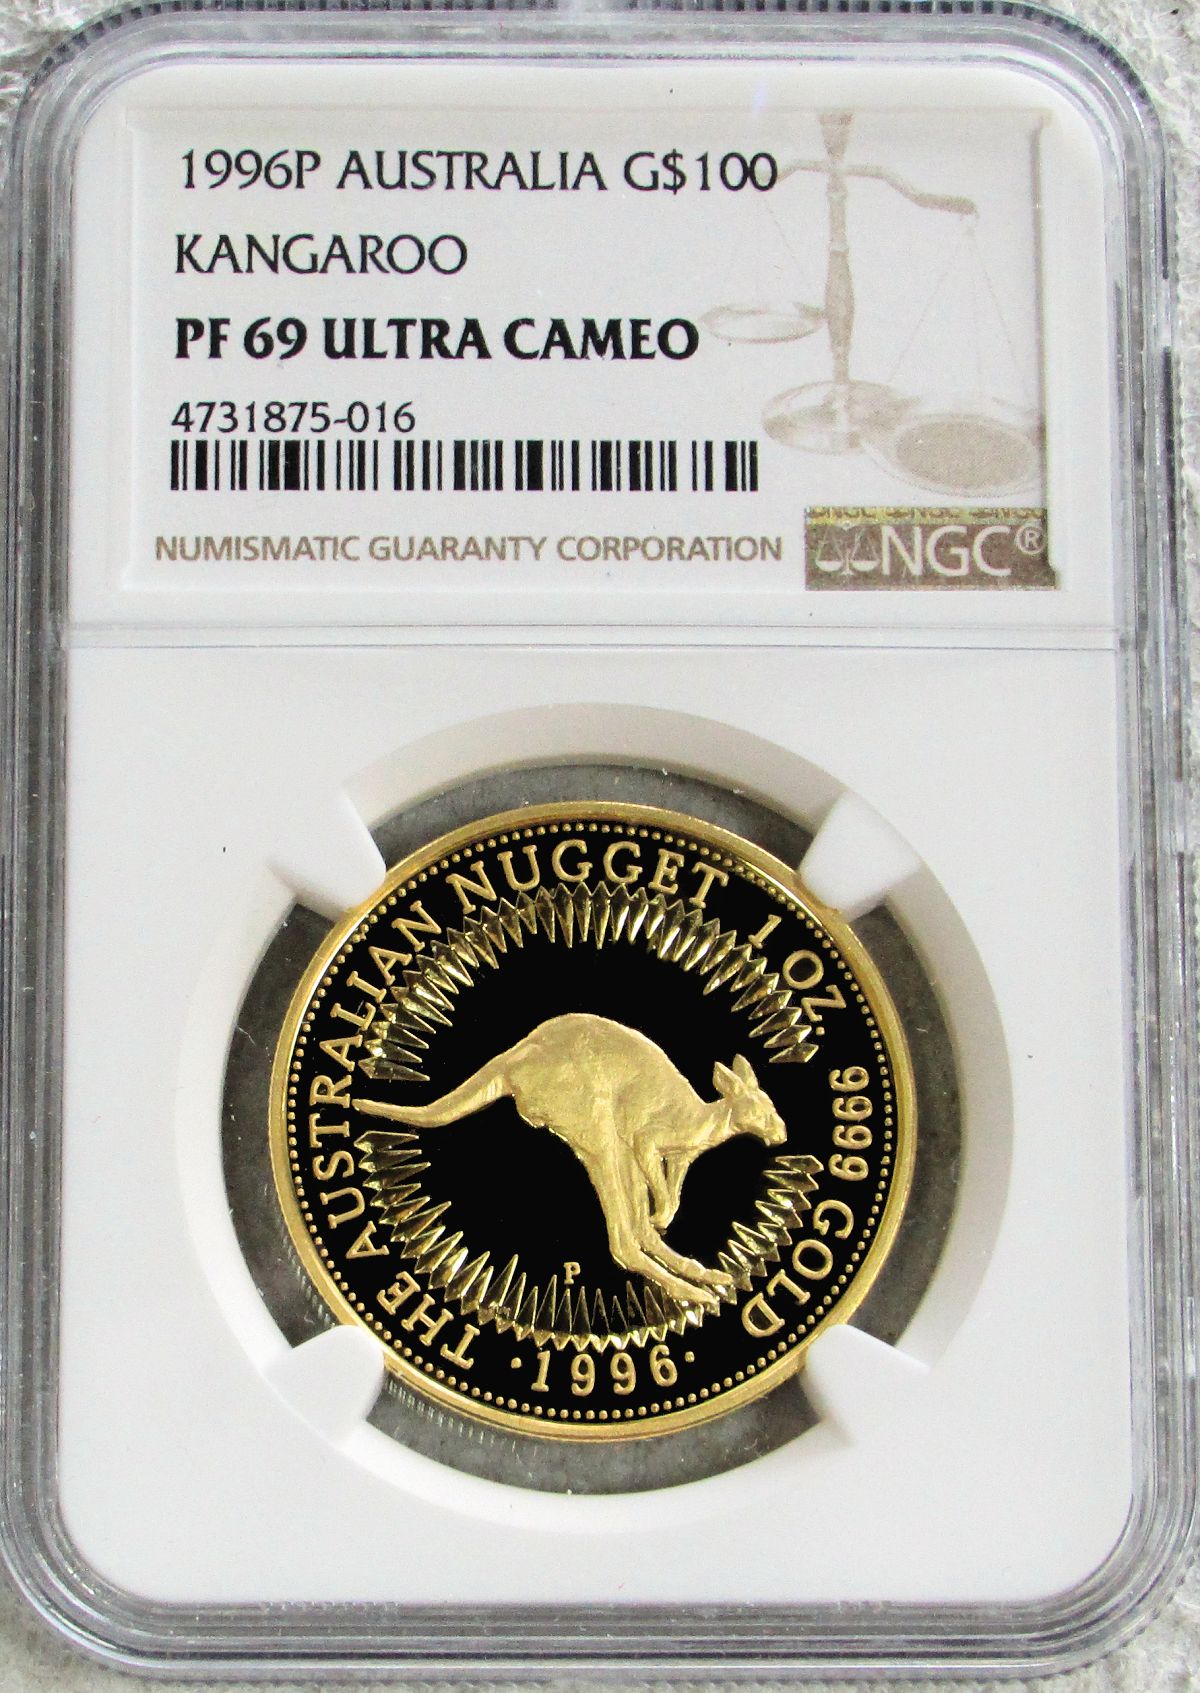 1996P AUSTRALIA G$100
KANGAROO
PF 69 ULTRA CAMEO
4731875-016
NUMISMATIC GUARANTY CORPORATION
NGC®
THE AUSTRALIAN NUGGET 1 OZ. 9999 GOLD
P
·1996·